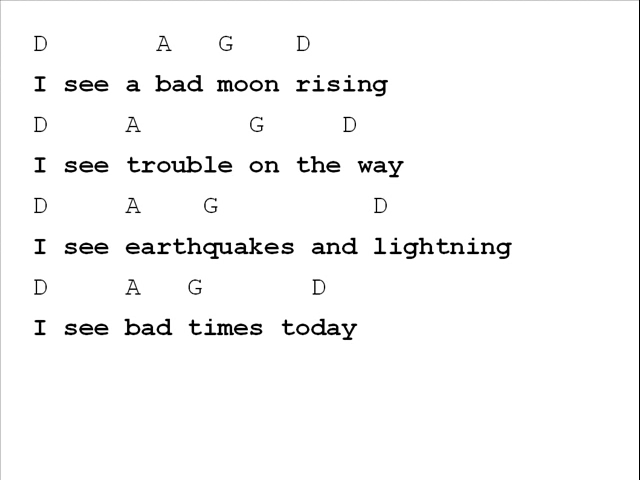 D       A   G    D
I see a bad moon rising
D     A       G     D
I see trouble on the way
D     A    G          D
I see earthquakes and lightning
D     A   G       D
I see bad times today